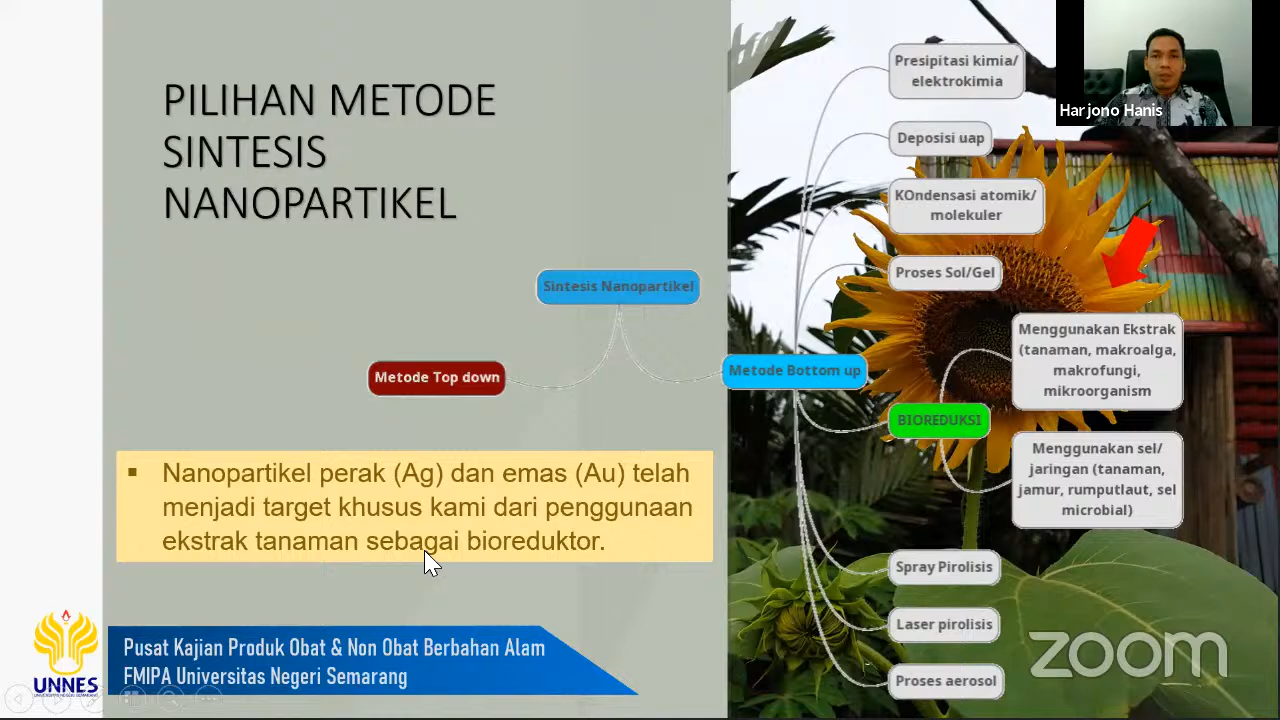 PILIHAN METODE
SINTESIS
NANOPARTIKEL
Sintesis Nanopartikel
Metode Top down
Metode Bottom up
Presipitasi kimia/
elektrokimia
Deposisi uap
KOndensasi atomik/
molekuler
Proses Sol/Gel
BIOREDUKSI
Menggunakan Ekstrak
(tanaman, makroalga,
makrofungi,
mikroorganism
Menggunakan sel/
jaringan (tanaman,
jamur, rumputlaut, sel
microbial)
Spray Pirolisis
Laser pirolisis
Proses aerosol
▪ Nanopartikel perak (Ag) dan emas (Au) telah
menjadi target khusus kami dari penggunaan
ekstrak tanaman sebagai bioreduktor.
UNNES
UNIVERSITAS NEGERI SEMARANG
Pusat Kajian Produk Obat & Non Obat Berbahan Alam
FMIPA Universitas Negeri Semarang
Harjono Hanis
zoom